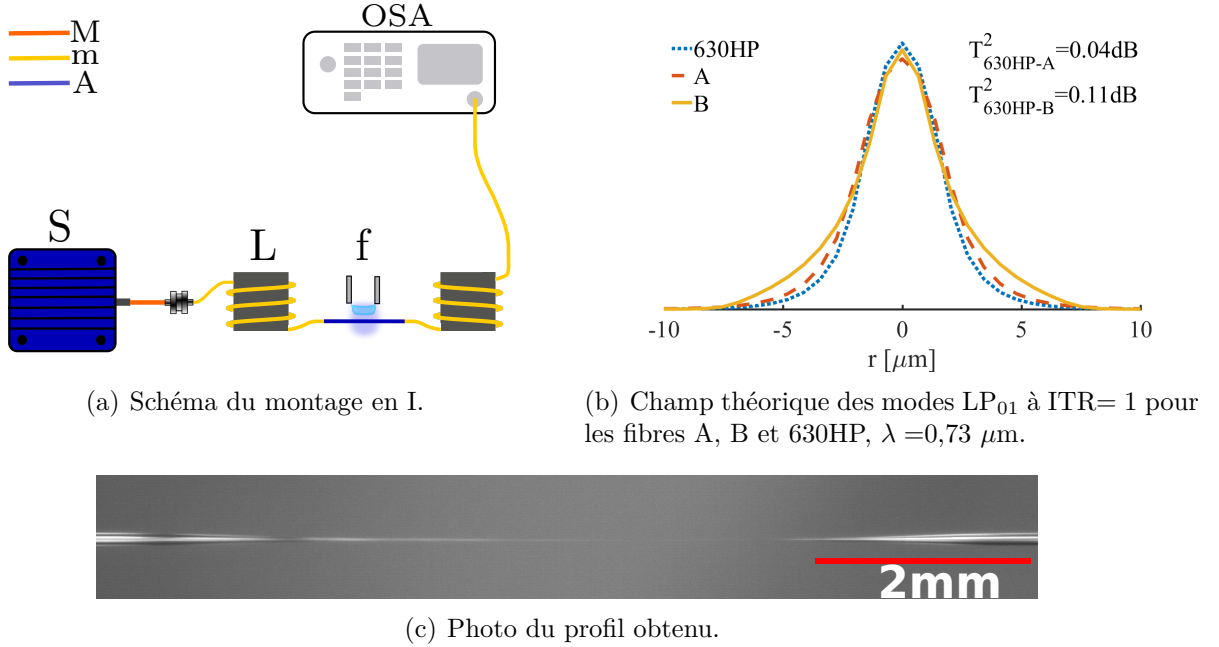 M
m
A
OSA
S
L
f
630HP
A
B
T²630HP-A=0.04dB
T²630HP-B=0.11dB
-10 -5 0 5 10
r [μm]
(a) Schéma du montage en I.
(b) Champ théorique des modes LP₀₁ à ITR= 1 pour
les fibres A, B et 630HP, λ =0,73 μm.
2mm
(c) Photo du profil obtenu.